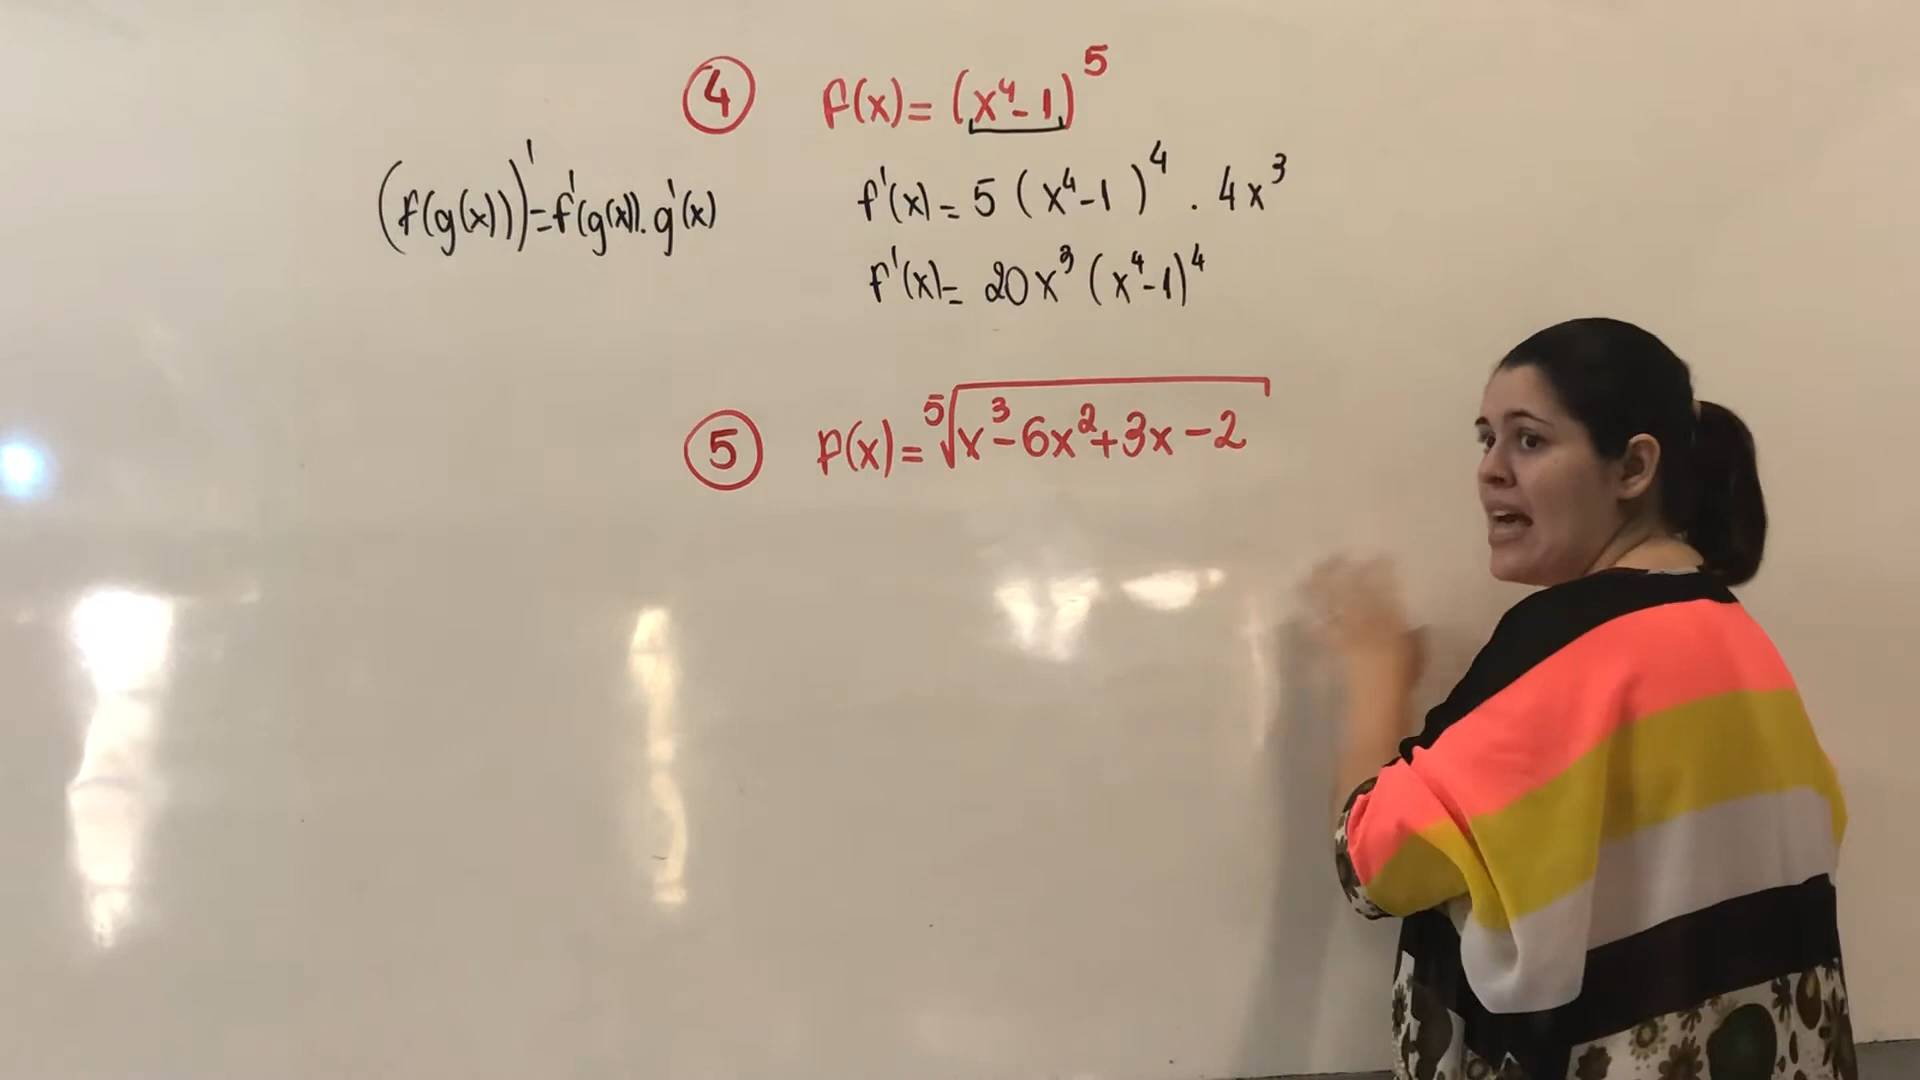 ④ f(x) = (x⁴-1)⁵
(f(g(x)))' = f'(g(x)). g'(x)
f'(x) = 5 (x⁴-1)⁴ . 4x³
f'(x) = 20x³ (x⁴-1)⁴
⑤ f(x) = ⁵√x³-6x²+3x-2